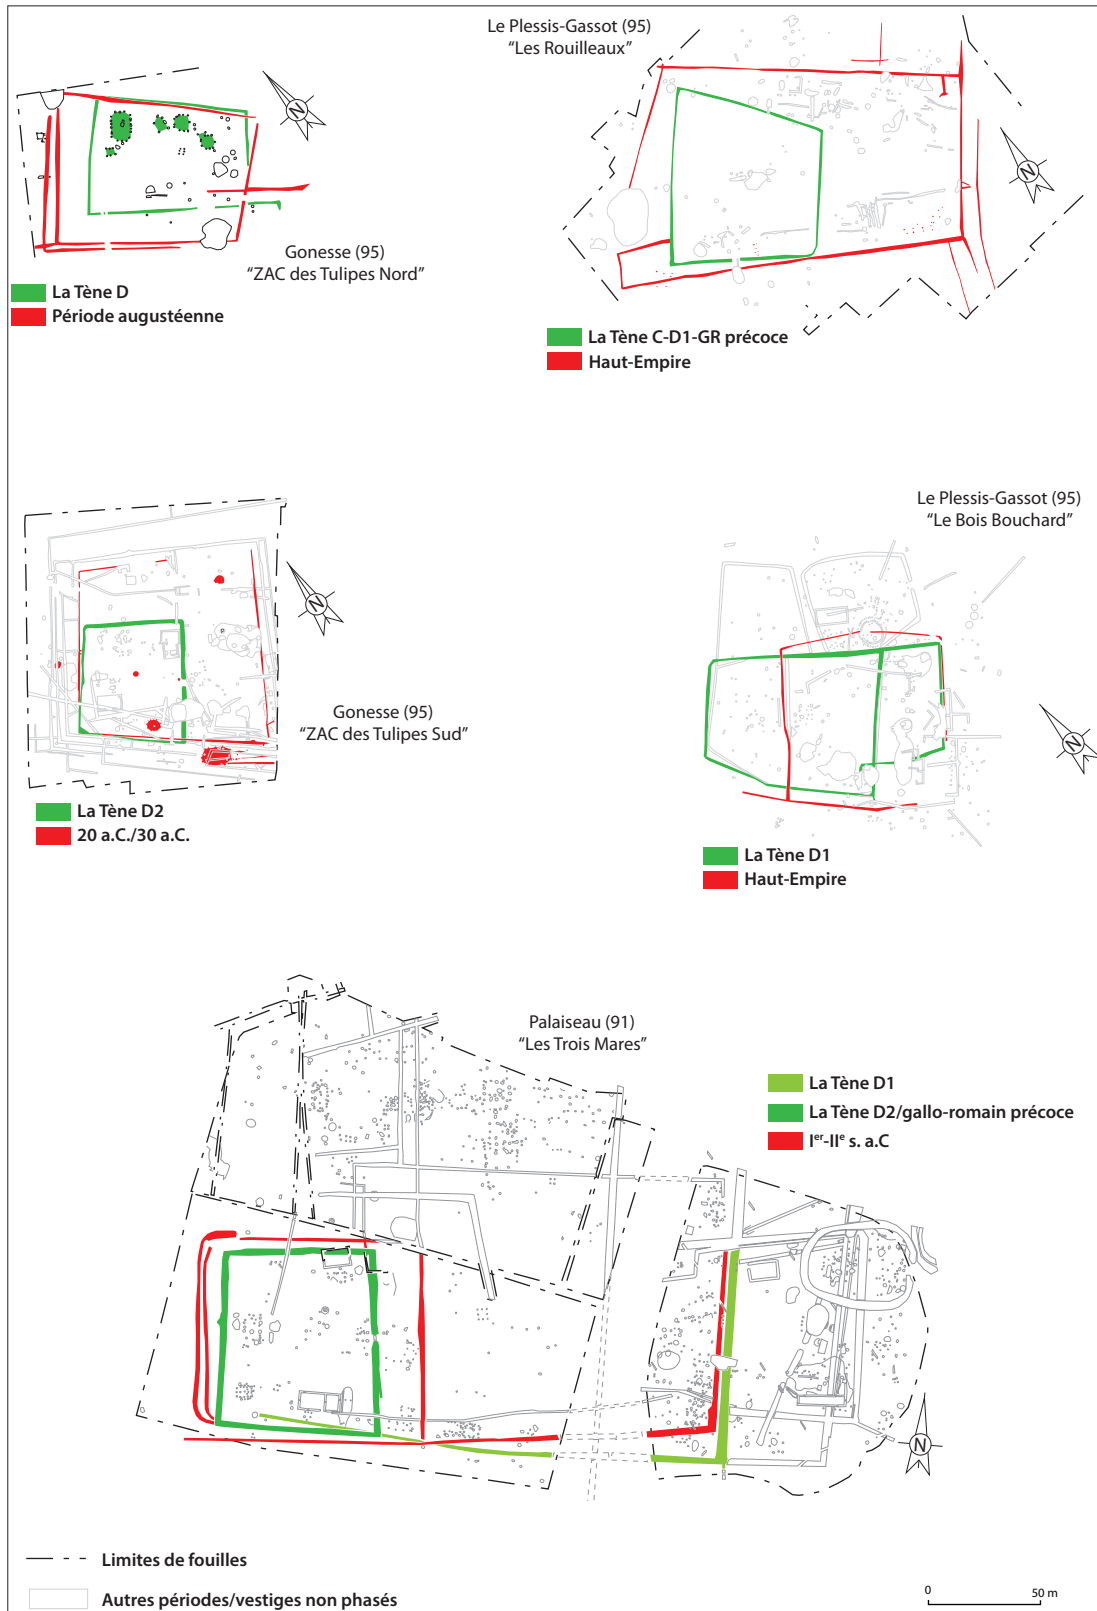 Le Plessis-Gassot (95)
“Les Rouilleaux”
N
N
Gonesse (95)
“ZAC des Tulipes Nord”
La Tène D
Période augustéenne
La Tène C-D1-GR précoce
Haut-Empire
Le Plessis-Gassot (95)
“Le Bois Bouchard”
N
Gonesse (95)
“ZAC des Tulipes Sud”
N
La Tène D2
20 a.C./30 a.C.
La Tène D1
Haut-Empire
Palaiseau (91)
“Les Trois Mares”
La Tène D1
La Tène D2/gallo-romain précoce
Ier-IIe s. a.C
N
Limites de fouilles
Autres périodes/vestiges non phasés
0 50 m